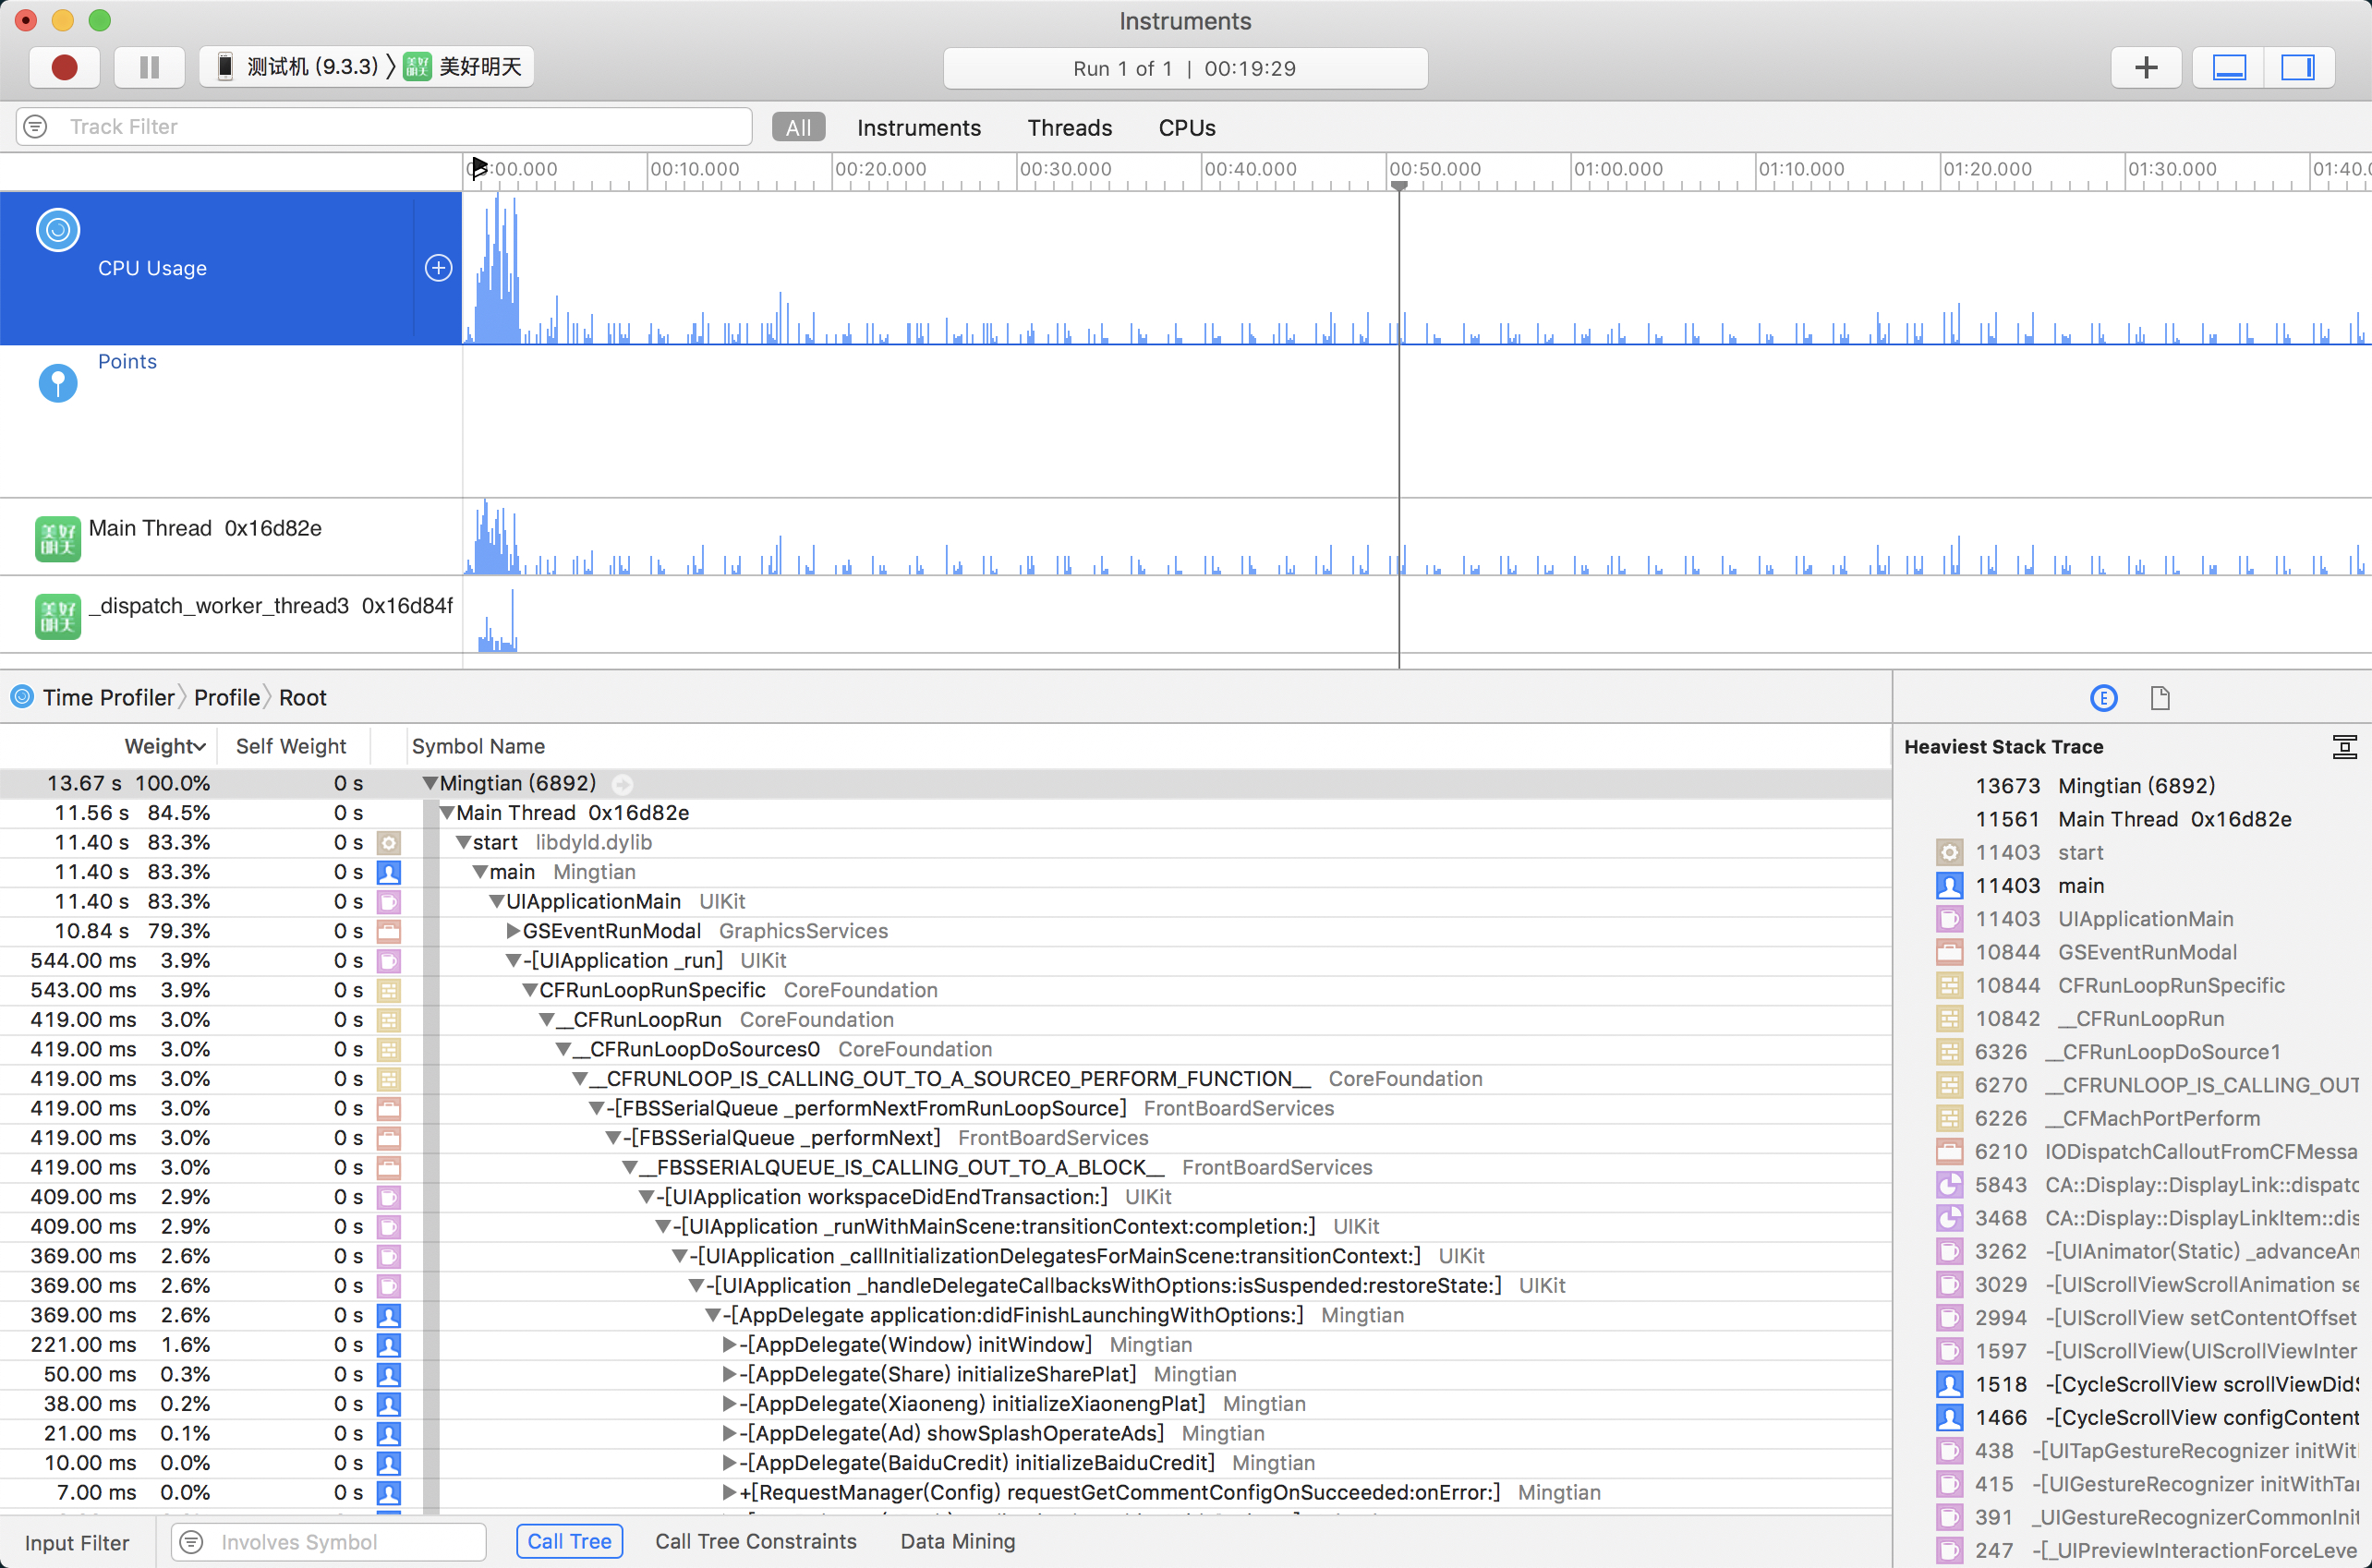 Instruments
测试机 (9.3.3) 〉 美好明天
Run 1 of 1 | 00:19:29
Track Filter
All Instruments Threads CPUs
:00.000 00:10.000 00:20.000 00:30.000 00:40.000 00:50.000 01:00.000 01:10.000 01:20.000 01:30.000 01:40.0
CPU Usage
Points
美好明天 Main Thread 0x16d82e
美好明天 _dispatch_worker_thread3 0x16d84f
Time Profiler 〉 Profile 〉 Root
Weight Self Weight Symbol Name
13.67 s 100.0% 0 s Mingtian (6892)
11.56 s 84.5% 0 s Main Thread 0x16d82e
11.40 s 83.3% 0 s start libdyld.dylib
11.40 s 83.3% 0 s main Mingtian
11.40 s 83.3% 0 s UIApplicationMain UIKit
10.84 s 79.3% 0 s GSEventRunModal GraphicsServices
544.00 ms 3.9% 0 s -[UIApplication _run] UIKit
543.00 ms 3.9% 0 s CFRunLoopRunSpecific CoreFoundation
419.00 ms 3.0% 0 s __CFRunLoopRun CoreFoundation
419.00 ms 3.0% 0 s __CFRunLoopDoSources0 CoreFoundation
419.00 ms 3.0% 0 s __CFRUNLOOP_IS_CALLING_OUT_TO_A_SOURCE0_PERFORM_FUNCTION__ CoreFoundation
419.00 ms 3.0% 0 s -[FBSSerialQueue _performNextFromRunLoopSource] FrontBoardServices
419.00 ms 3.0% 0 s -[FBSSerialQueue _performNext] FrontBoardServices
419.00 ms 3.0% 0 s __FBSSERIALQUEUE_IS_CALLING_OUT_TO_A_BLOCK__ FrontBoardServices
409.00 ms 2.9% 0 s -[UIApplication workspaceDidEndTransaction:] UIKit
409.00 ms 2.9% 0 s -[UIApplication _runWithMainScene:transitionContext:completion:] UIKit
369.00 ms 2.6% 0 s -[UIApplication _callInitializationDelegatesForMainScene:transitionContext:] UIKit
369.00 ms 2.6% 0 s -[UIApplication _handleDelegateCallbacksWithOptions:isSuspended:restoreState:] UIKit
369.00 ms 2.6% 0 s -[AppDelegate application:didFinishLaunchingWithOptions:] Mingtian
221.00 ms 1.6% 0 s -[AppDelegate(Window) initWindow] Mingtian
50.00 ms 0.3% 0 s -[AppDelegate(Share) initializeSharePlat] Mingtian
38.00 ms 0.2% 0 s -[AppDelegate(Xiaoneng) initializeXiaonengPlat] Mingtian
21.00 ms 0.1% 0 s -[AppDelegate(Ad) showSplashOperateAds] Mingtian
10.00 ms 0.0% 0 s -[AppDelegate(BaiduCredit) initializeBaiduCredit] Mingtian
7.00 ms 0.0% 0 s +[RequestManager(Config) requestGetCommentConfigOnSucceeded:onError:] Mingtian
Heaviest Stack Trace
13673 Mingtian (6892)
11561 Main Thread 0x16d82e
11403 start
11403 main
11403 UIApplicationMain
10844 GSEventRunModal
10844 CFRunLoopRunSpecific
10842 __CFRunLoopRun
6326 __CFRunLoopDoSource1
6270 __CFRUNLOOP_IS_CALLING_OUT
6226 __CFMachPortPerform
6210 IODispatchCalloutFromCFMessa
5843 CA::Display::DisplayLink::dispatc
3468 CA::Display::DisplayLinkItem::dis
3262 -[UIAnimator(Static) _advanceAn
3029 -[UIScrollViewScrollAnimation se
2994 -[UIScrollView setContentOffset
1597 -[UIScrollView(UIScrollViewInter
1518 -[CycleScrollView scrollViewDidS
1466 -[CycleScrollView configContent
438 -[UITapGestureRecognizer initWitl
415 -[UIGestureRecognizer initWithTar
391 _UIGestureRecognizerCommonInit
247 -[_UIPreviewInteractionForceLeve
Input Filter Involves Symbol Call Tree Call Tree Constraints Data Mining